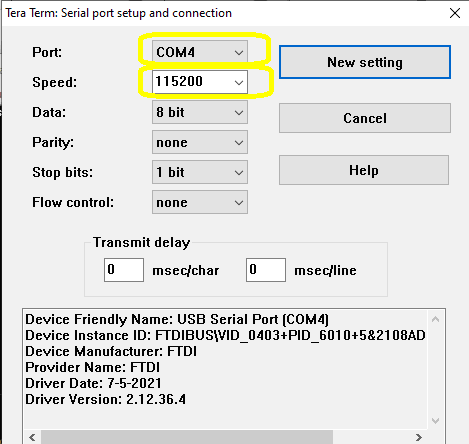 Tera Term: Serial port setup and connection
Port: COM4 New setting
Speed: 115200
Data: 8 bit Cancel
Parity: none
Stop bits: 1 bit Help
Flow control: none
Transmit delay
0 msec/char 0 msec/line
Device Friendly Name: USB Serial Port (COM4)
Device Instance ID: FTDIBUS\VID_0403+PID_6010+5&2108AD
Device Manufacturer: FTDI
Provider Name: FTDI
Driver Date: 7-5-2021
Driver Version: 2.12.36.4